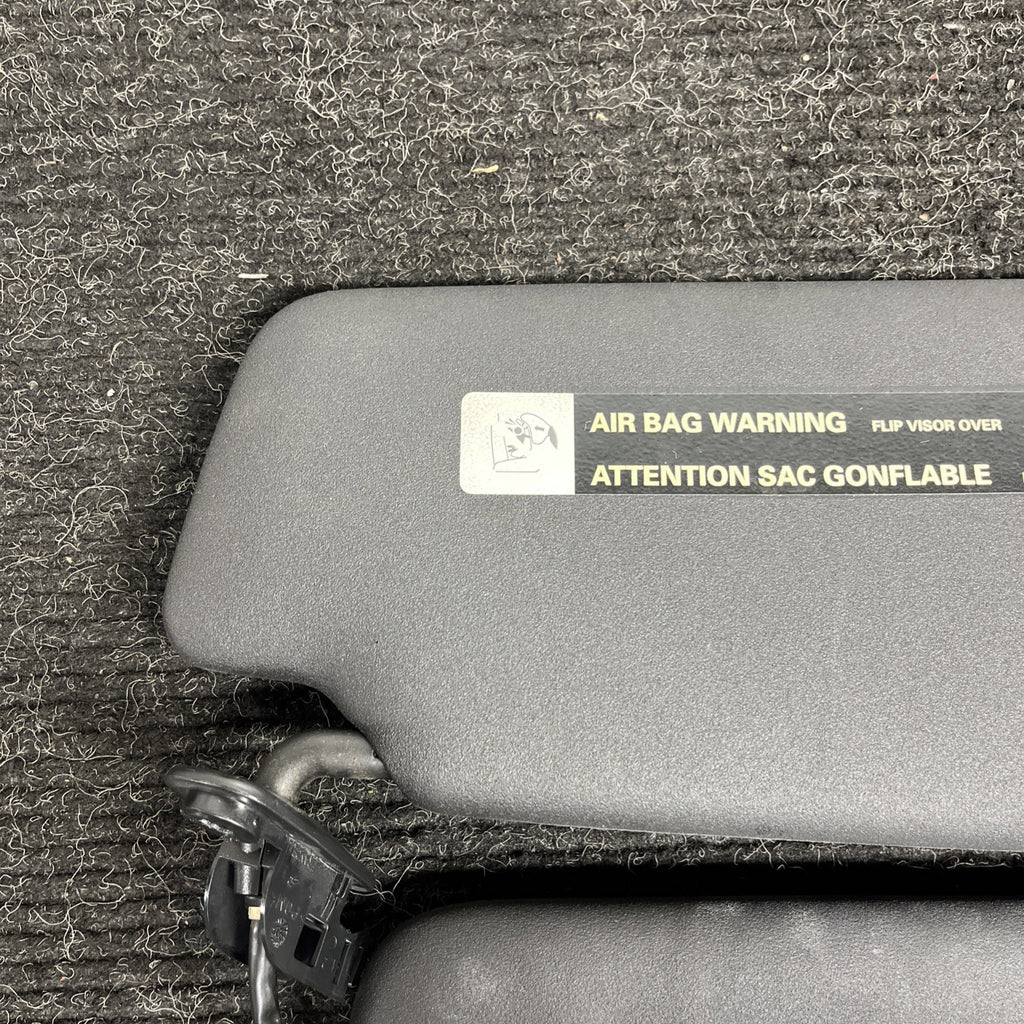 AIR BAG WARNING FLIP VISOR OVER
ATTENTION SAC GONFLABLE